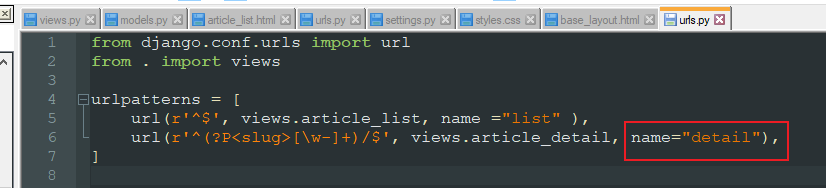 views.py models.py article_list.html urls.py settings.py styles.css base_layout.html urls.py
1 from django.conf.urls import url
2 from . import views
3
4 urlpatterns = [
5 url(r'^$', views.article_list, name ="list" ),
6 url(r'^(?P<slug>[\w-]+)/$', views.article_detail, name="detail"),
7 ]
8